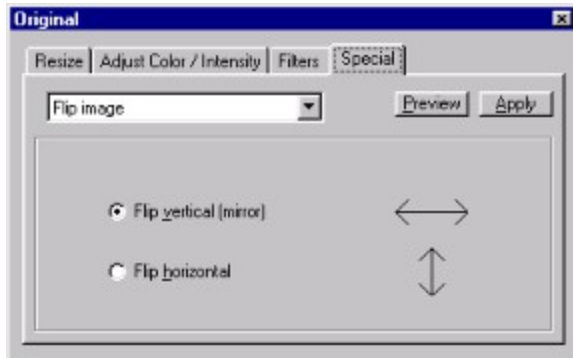 Original
Resize Adjust Color / Intensity Filters Special
Flip image Preview Apply
Flip vertical (mirror)
Flip horizontal